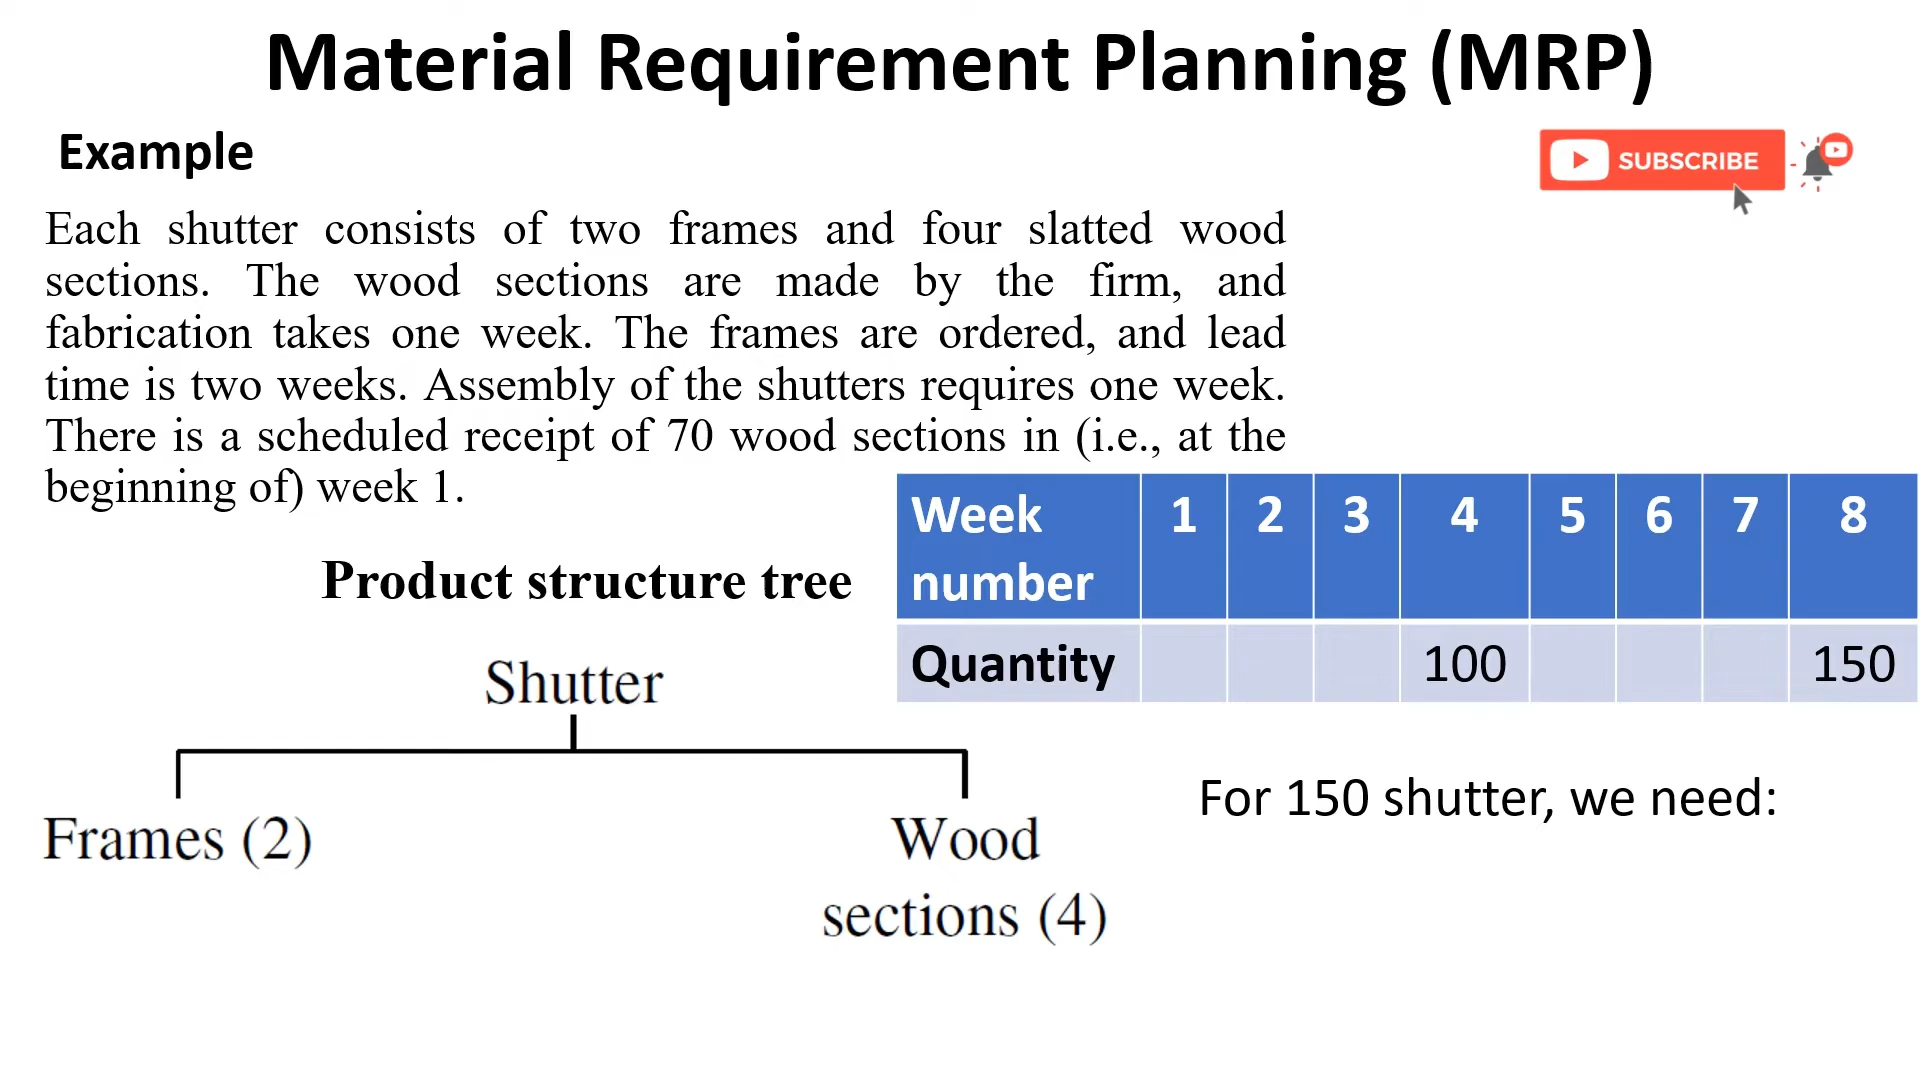 Material Requirement Planning (MRP)
Example
SUBSCRIBE
Each shutter consists of two frames and four slatted wood
sections. The wood sections are made by the firm, and
fabrication takes one week. The frames are ordered, and lead
time is two weeks. Assembly of the shutters requires one week.
There is a scheduled receipt of 70 wood sections in (i.e., at the
beginning of) week 1.
Week number 1 2 3 4 5 6 7 8
Quantity 100 150
Product structure tree
Shutter
Frames (2)
Wood
sections (4)
For 150 shutter, we need: